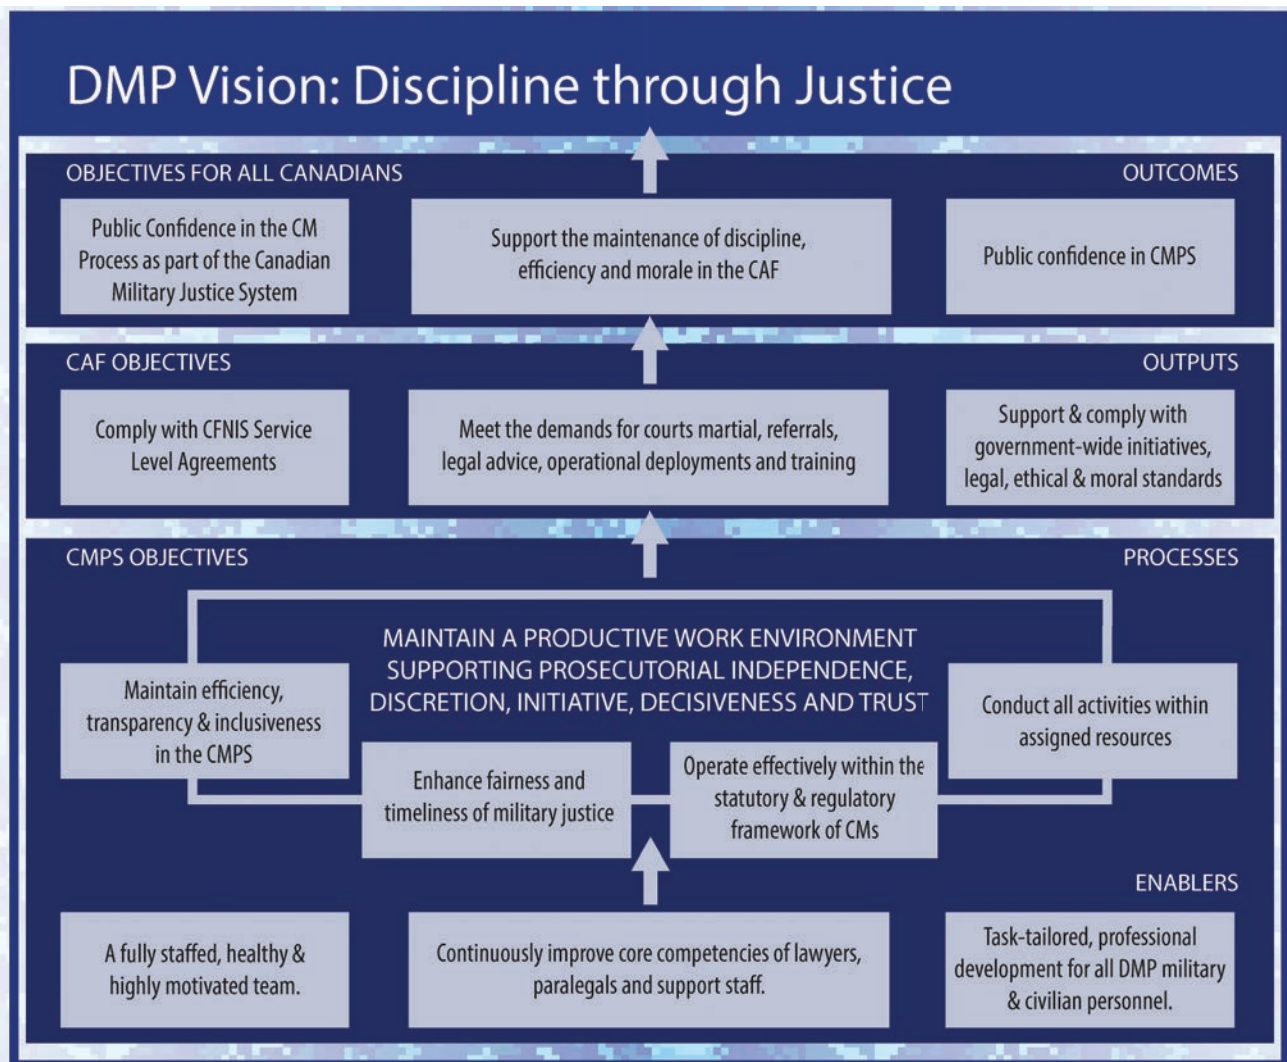 DMP Vision: Discipline through Justice
OBJECTIVES FOR ALL CANADIANS
OUTCOMES
Public Confidence in the CM
Process as part of the Canadian
Military Justice System
Support the maintenance of discipline,
efficiency and morale in the CAF
Public confidence in CMPS
CAF OBJECTIVES
OUTPUTS
Comply with CFNIS Service
Level Agreements
Meet the demands for courts martial, referrals,
legal advice, operational deployments and training
Support & comply with
government-wide initiatives,
legal, ethical & moral standards
CMPS OBJECTIVES
PROCESSES
MAINTAIN A PRODUCTIVE WORK ENVIRONMENT
SUPPORTING PROSECUTORIAL INDEPENDENCE,
DISCRETION, INITIATIVE, DECISIVENESS AND TRUST
Maintain efficiency,
transparency & inclusiveness
in the CMPS
Conduct all activities within
assigned resources
Enhance fairness and
timeliness of military justice
Operate effectively within the
statutory & regulatory
framework of CMs
ENABLERS
A fully staffed, healthy &
highly motivated team.
Continuously improve core competencies of lawyers,
paralegals and support staff.
Task-tailored, professional
development for all DMP military
& civilian personnel.